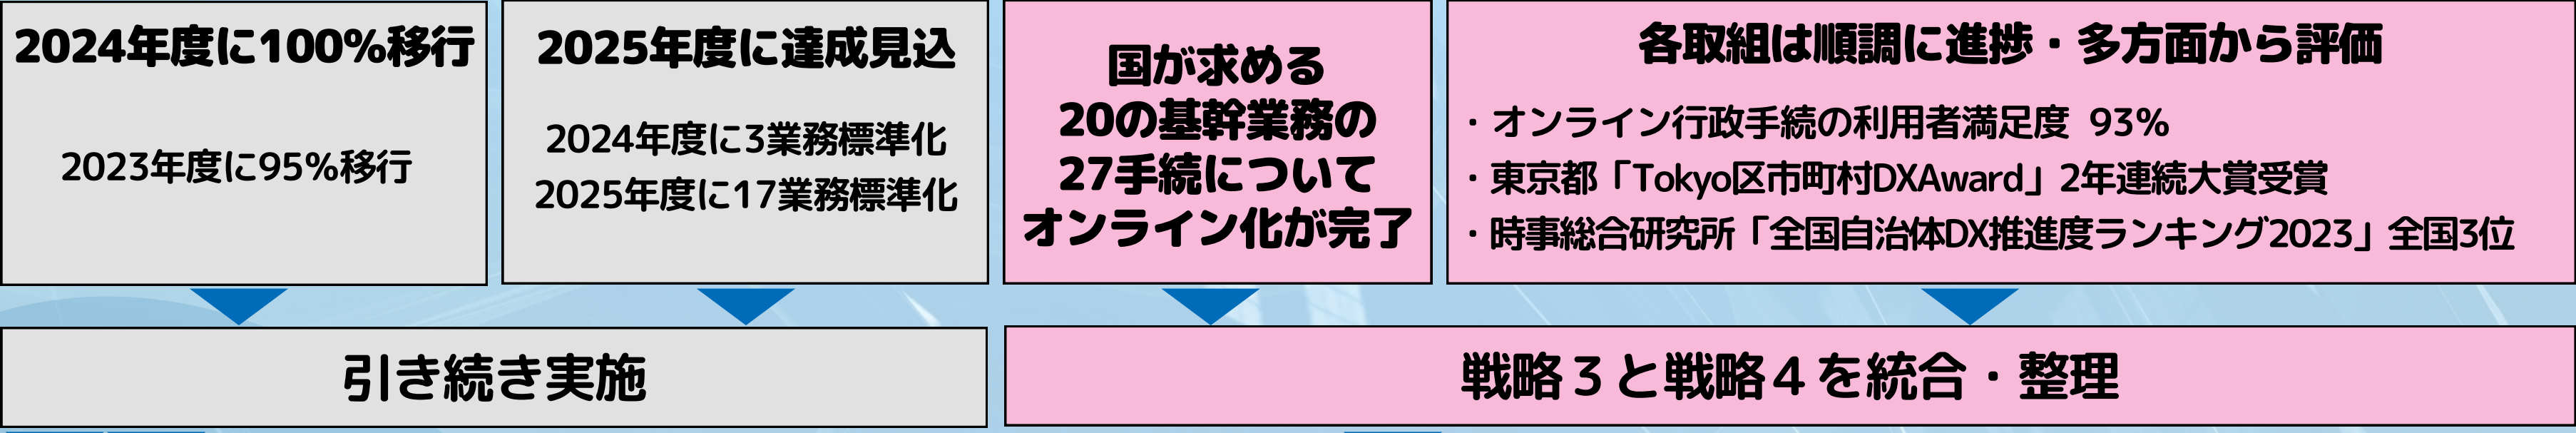 2024年度に100%移行
2023年度に95%移行
2025年度に達成見込
2024年度に3業務標準化
2025年度に17業務標準化
国が求める
20の基幹業務の
27手続について
オンライン化が完了
各取組は順調に進捗・多方面から評価
・オンライン行政手続の利用者満足度 93%
・東京都「Tokyo区市町村DXAward」2年連続大賞受賞
・時事総合研究所「全国自治体DX推進度ランキング2023」全国3位
引き続き実施
戦略３と戦略４を統合・整理